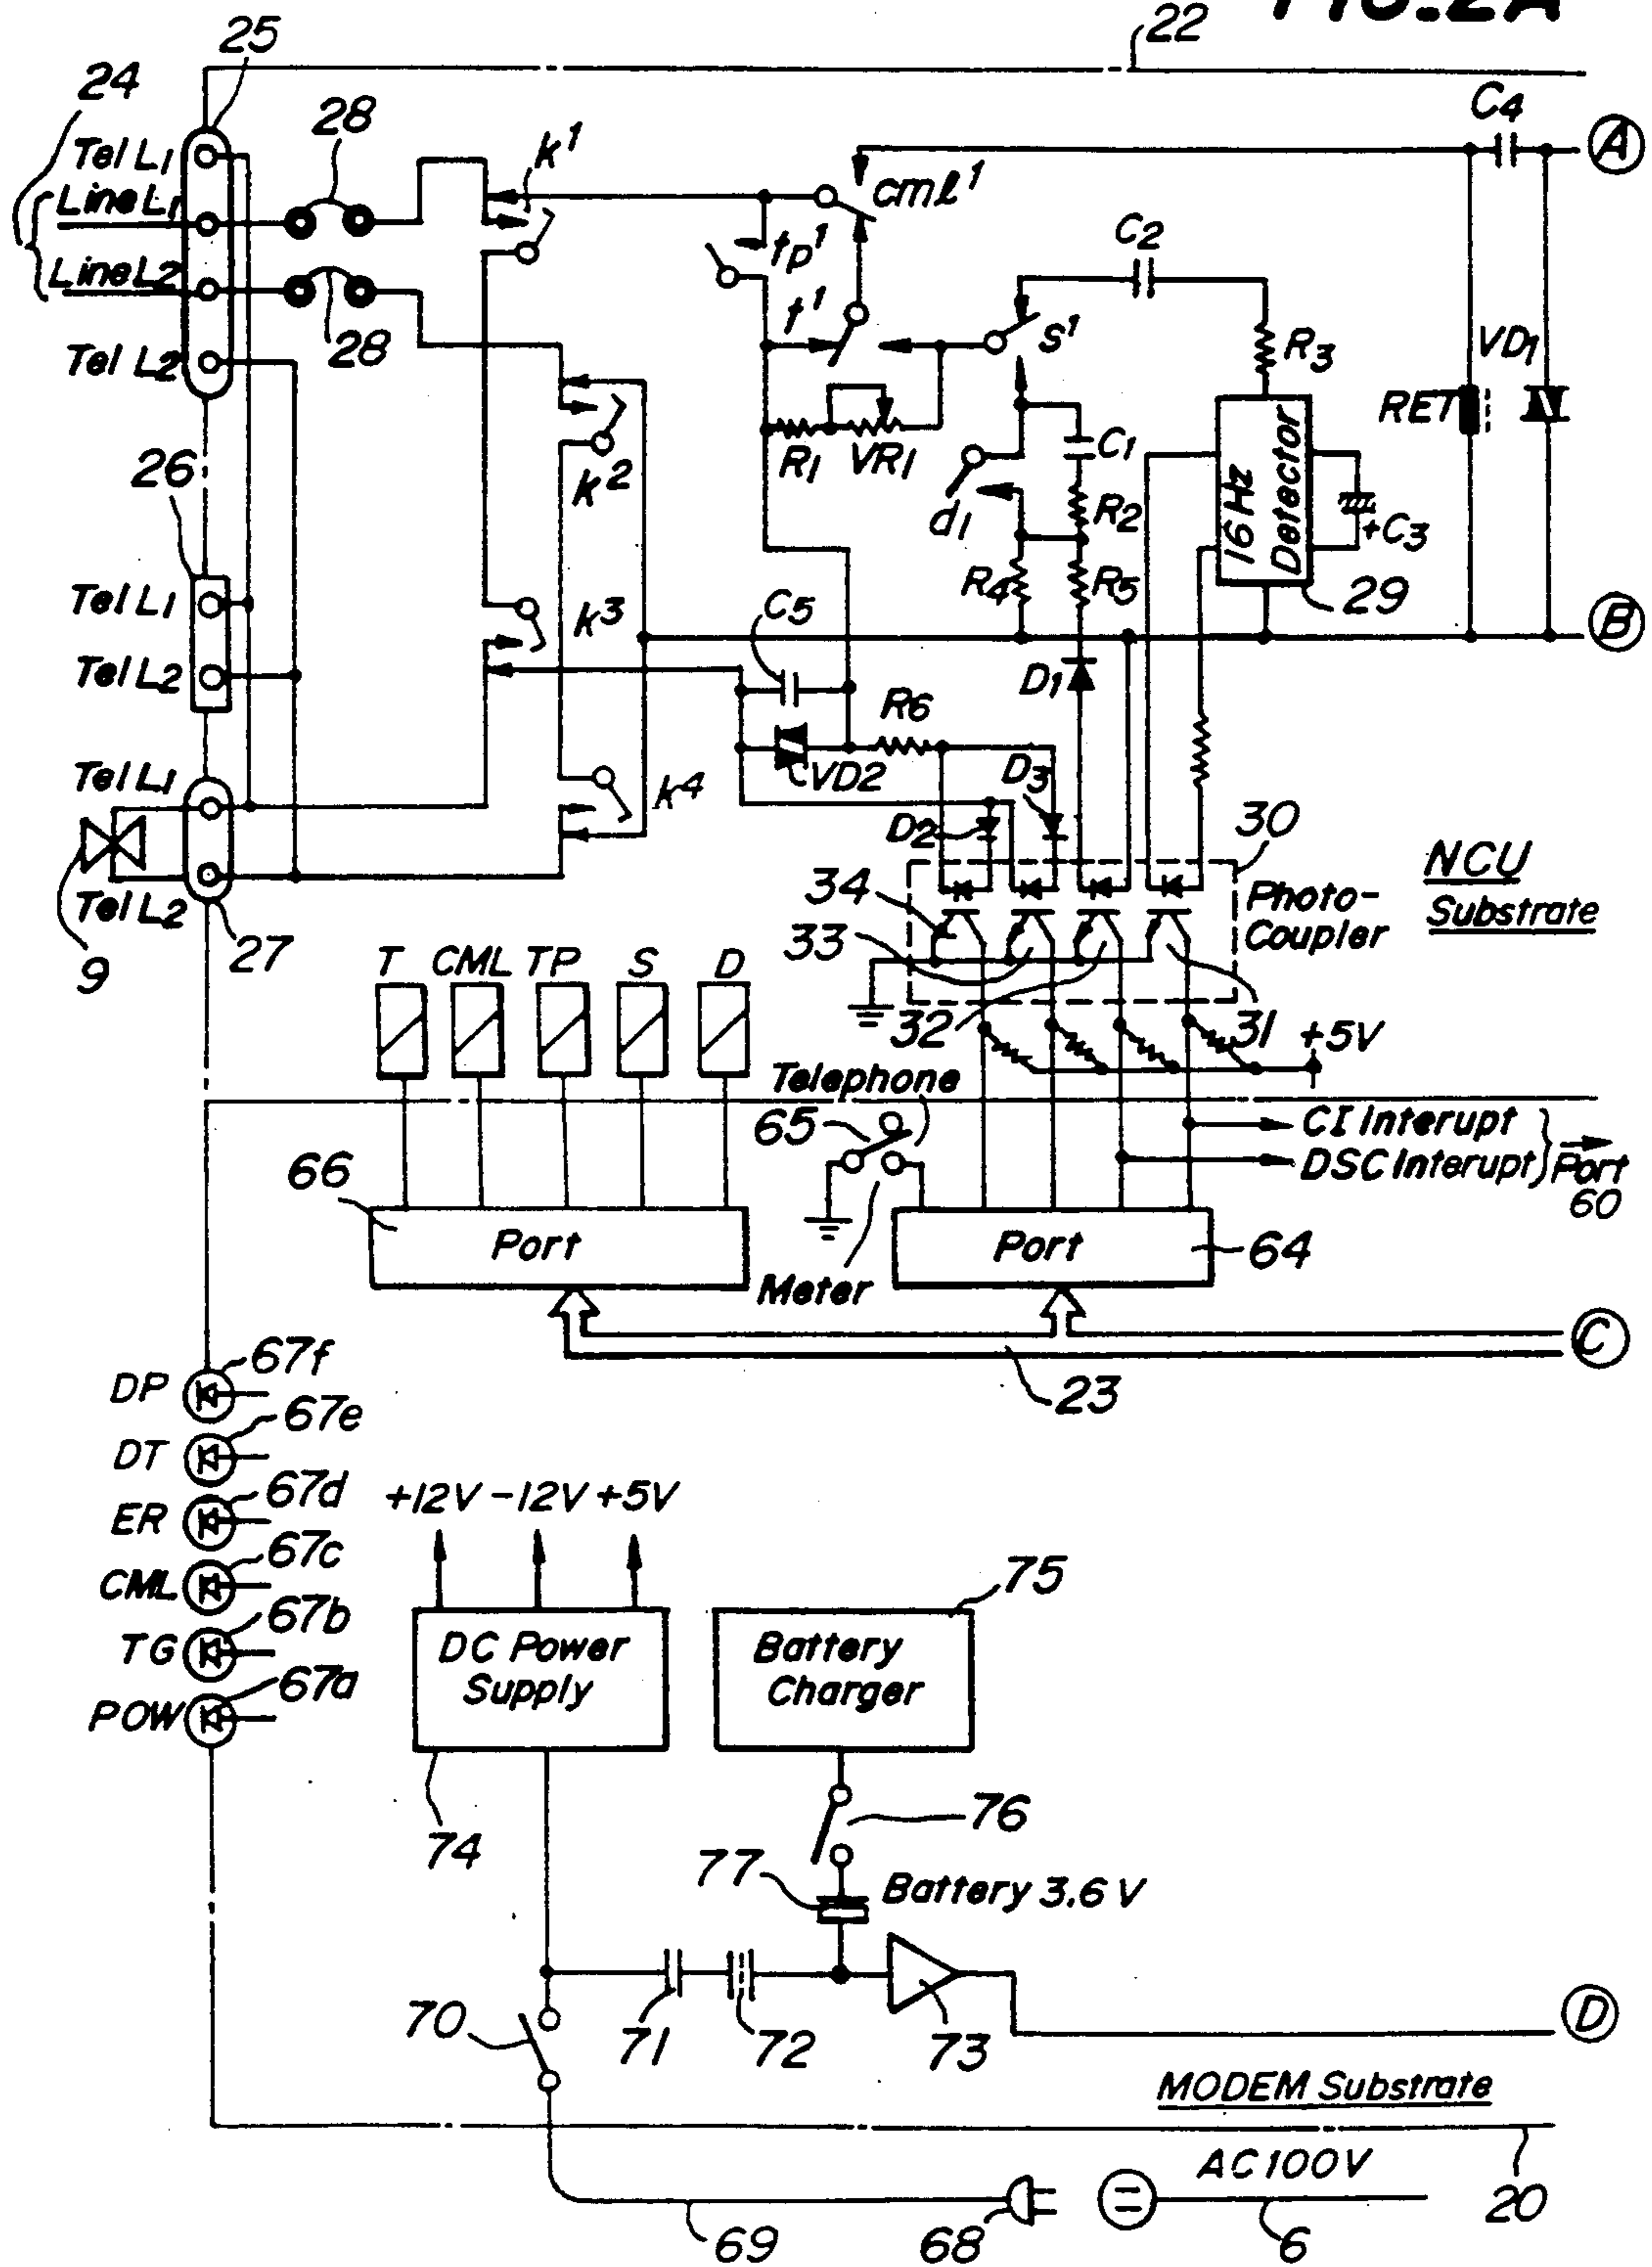 FIG. 2A
22
25
24
28
Tel L1
k1
cml1
C4
A
Line L1
tp1
C2
Line L2
t1
s1
R3
VD1
28
Tel L2
RET
R1
VR1
C1
26
k2
d1
R2
16 Hz Detector
+C3
R4
R5
29
Tel L1
C5
k3
B
Tel L2
D1
R6
Tel L1
VD2
D3
k4
D2
30
NCU
Substrate
34
Photo-
Coupler
Tel L2
33
9
27
T CML TP S D
32
31
+5V
Telephone
65
CI Interupt
DSC Interupt
Port
60
66
Port
Port
64
Meter
C
67f
DP
23
67e
DT
67d
ER
+12V -12V +5V
67c
CML
75
67b
TG
DC Power
Supply
Battery
Charger
67a
POW
76
74
77
Battery 3.6 V
70
71
72
73
D
MODEM Substrate
AC 100V
20
69
68
6